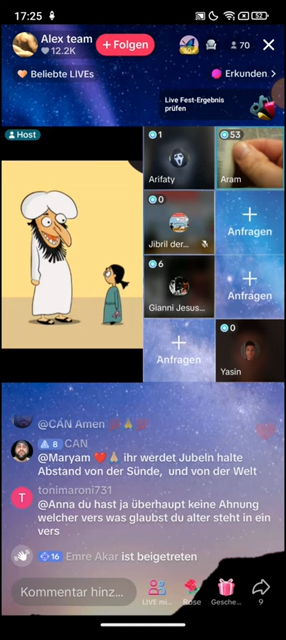 17:25
52
Alex team
12.2K
+ Folgen
70
Beliebte LIVEs
Erkunden >
Live Fest-Ergebnis
prüfen
Host
1
Arifaty
53
Aram
0
Jibril der...
Anfragen
6
Gianni Jesus...
Anfragen
Anfragen
0
Yasin
@CAN Amen
8 CAN
@Maryam ❤️🙏 ihr werdet Jubeln halte
Abstand von der Sünde, und von der Welt
T
tonimaroni731
@Anna du hast ja überhaupt keine Ahnung
welcher vers was glaubst du alter steht in ein
vers
16 Emre Akar ist beigetreten
Kommentar hinz...
LIVE mi...
Rose
Gesche...
9